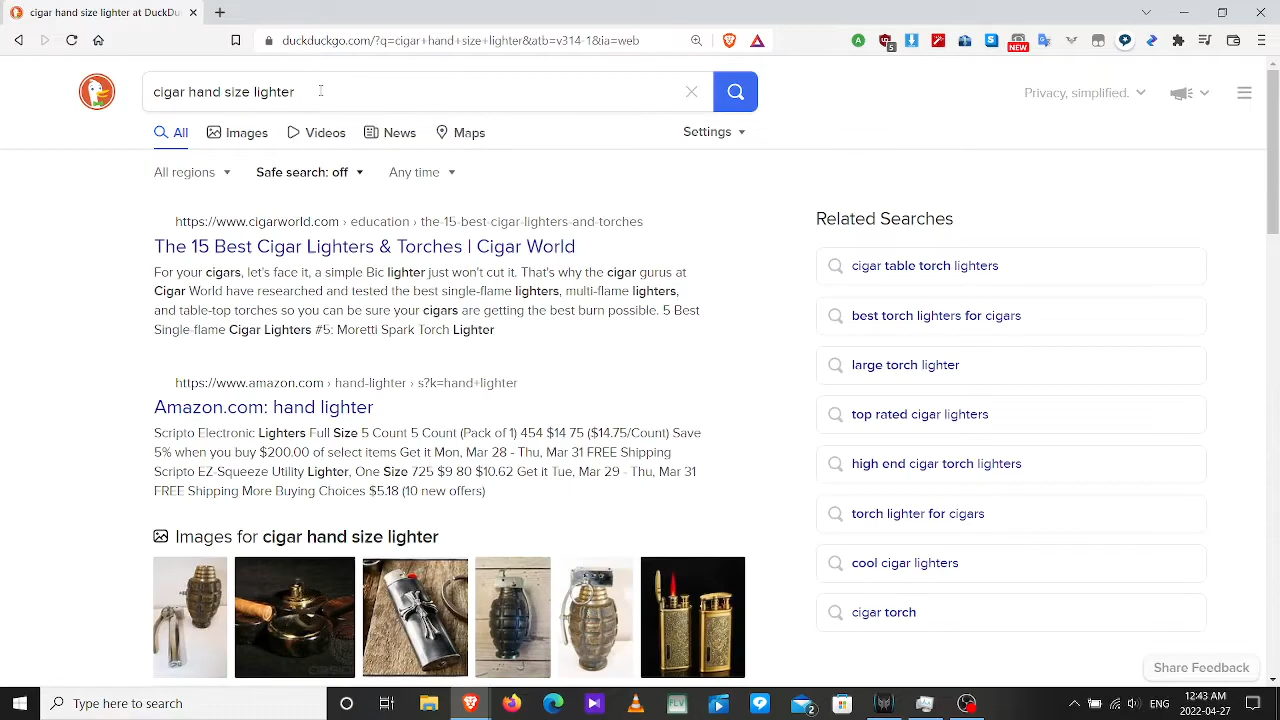 cigar hand size lighter at DuckDu
duckduckgo.com/?q=cigar+hand+size+lighter&atb=v314-1&ia=web
5
NEW
cigar hand size lighter
Privacy, simplified.
All
Images
Videos
News
Maps
Settings
All regions
Safe search: off
Any time
https://www.cigarworld.com › education › the-15-best-cigar-lighters-and-torches
The 15 Best Cigar Lighters & Torches | Cigar World
For your cigars, let's face it, a simple Bic lighter just won't cut it. That's why the cigar gurus at
Cigar World have researched and tested the best single-flame lighters, multi-flame lighters,
and table-top torches so you can be sure your cigars are getting the best burn possible. 5 Best
Single-flame Cigar Lighters #5: Moretti Spark Torch Lighter
https://www.amazon.com › hand-lighter › s?k=hand+lighter
Amazon.com: hand lighter
Scripto Electronic Lighters Full Size 5 Count 5 Count (Pack of 1) 454 $14 75 ($14.75/Count) Save
5% when you buy $200.00 of select items Get it Mon, Mar 28 - Thu, Mar 31 FREE Shipping
Scripto EZ-Squeeze Utility Lighter, One Size 725 $9 80 $10.62 Get it Tue, Mar 29 - Thu, Mar 31
FREE Shipping More Buying Choices $5.18 (10 new offers)
Images for cigar hand size lighter
Related Searches
cigar table torch lighters
best torch lighters for cigars
large torch lighter
top rated cigar lighters
high end cigar torch lighters
torch lighter for cigars
cool cigar lighters
cigar torch
Share Feedback
Type here to search
FLV
2
ENG
12:43 AM
2022-04-27